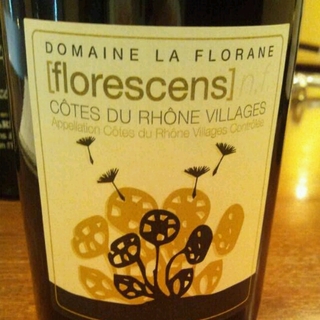 DOMAINE LA FLORANE
[florescens] n.f.
CÔTES DU RHÔNE VILLAGES
Appellation Côtes du Rhône Villages Contrôlée